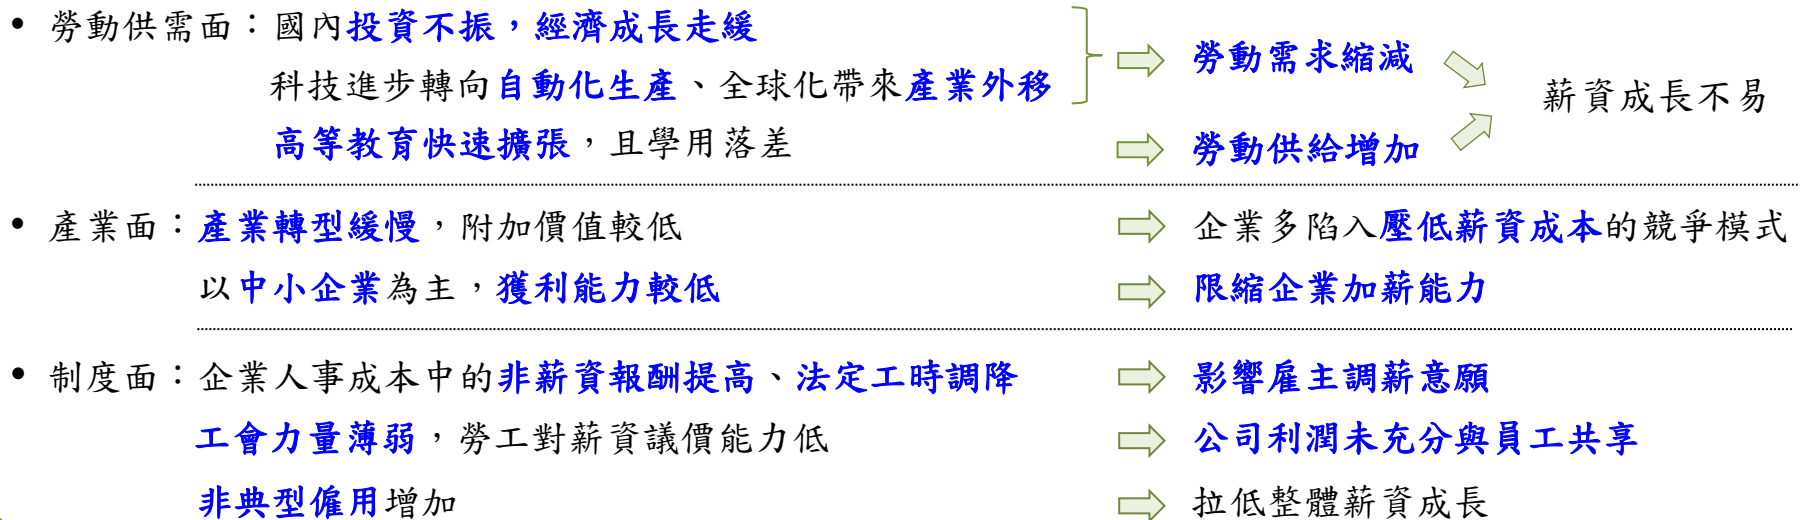 • 勞動供需面：國內投資不振，經濟成長走緩
科技進步轉向自動化生產、全球化帶來產業外移
勞動需求縮減
高等教育快速擴張，且學用落差
勞動供給增加
薪資成長不易
• 產業面：產業轉型緩慢，附加價值較低
企業多陷入壓低薪資成本的競爭模式
以中小企業為主，獲利能力較低
限縮企業加薪能力
• 制度面：企業人事成本中的非薪資報酬提高、法定工時調降
影響雇主調薪意願
工會力量薄弱，勞工對薪資議價能力低
公司利潤未充分與員工共享
非典型僱用增加
拉低整體薪資成長